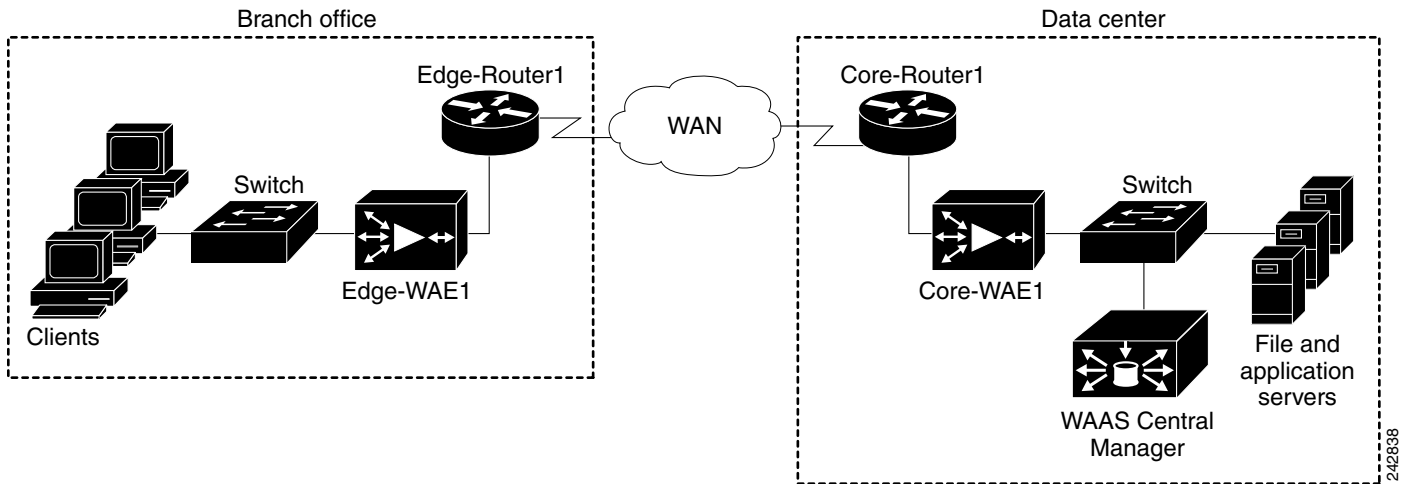 Branch office
Data center
Edge-Router1
Core-Router1
WAN
Switch
Switch
Edge-WAE1
Core-WAE1
Clients
File and
application
servers
WAAS Central
Manager
242838